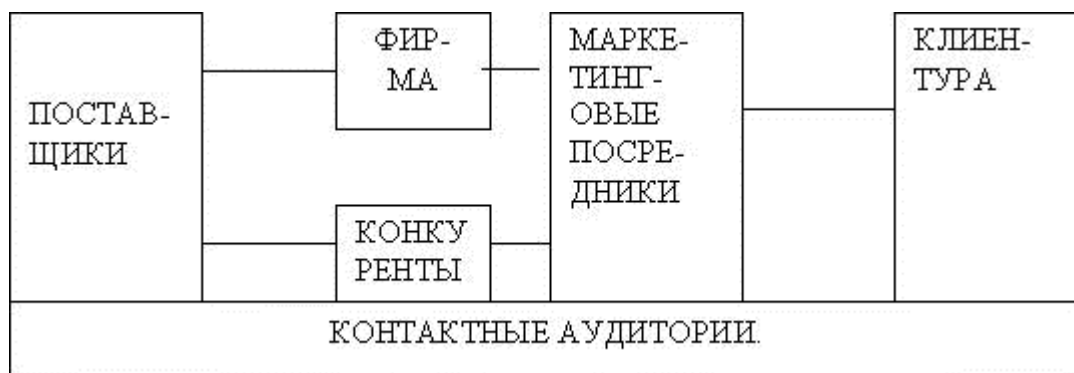 ПОСТАВ-
ЩИКИ
ФИР-
МА
КОНКУ
РЕНТЫ
МАРКЕ-
ТИНГ-
ОВЫЕ
ПОСРЕ-
ДНИКИ
КЛИЕН-
ТУРА
КОНТАКТНЫЕ АУДИТОРИИ.